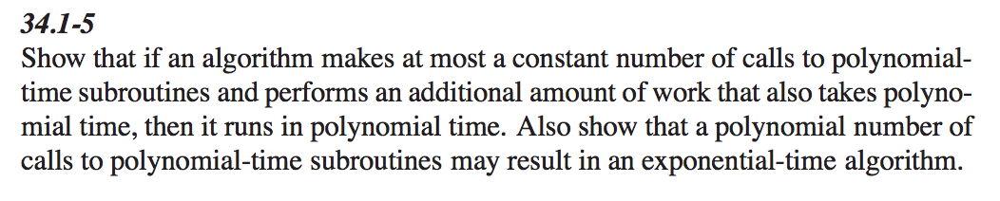 34.1-5
Show that if an algorithm makes at most a constant number of calls to polynomial-
time subroutines and performs an additional amount of work that also takes polyno-
mial time, then it runs in polynomial time. Also show that a polynomial number of
calls to polynomial-time subroutines may result in an exponential-time algorithm.